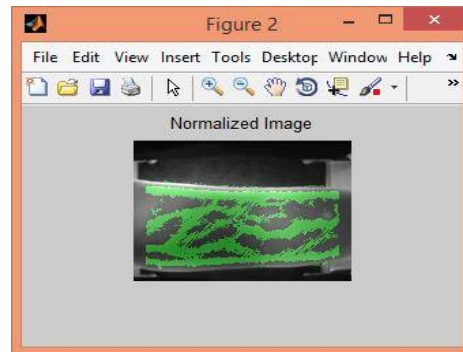 Figure 2
File Edit View Insert Tools Desktop Window Help
Normalized Image